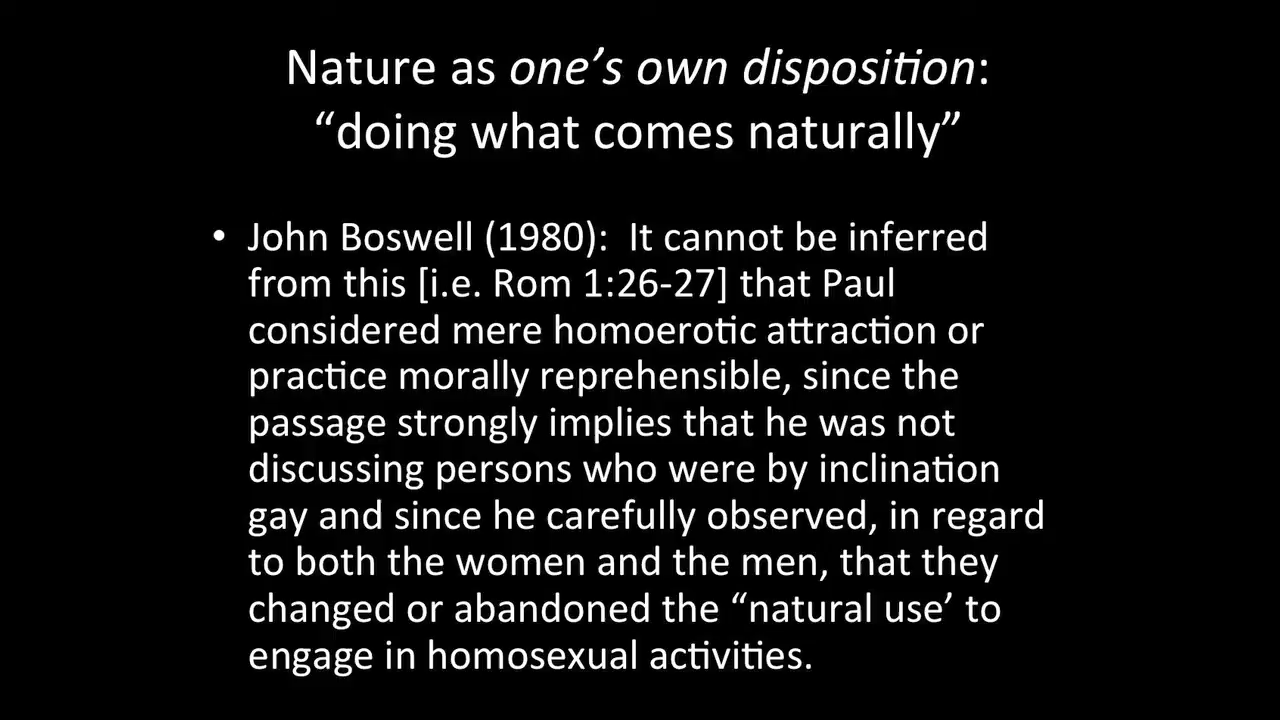 Nature as one’s own disposition:
“doing what comes naturally”
• John Boswell (1980):  It cannot be inferred
from this [i.e. Rom 1:26-27] that Paul
considered mere homoerotic attraction or
practice morally reprehensible, since the
passage strongly implies that he was not
discussing persons who were by inclination
gay and since he carefully observed, in regard
to both the women and the men, that they
changed or abandoned the “natural use’ to
engage in homosexual activities.